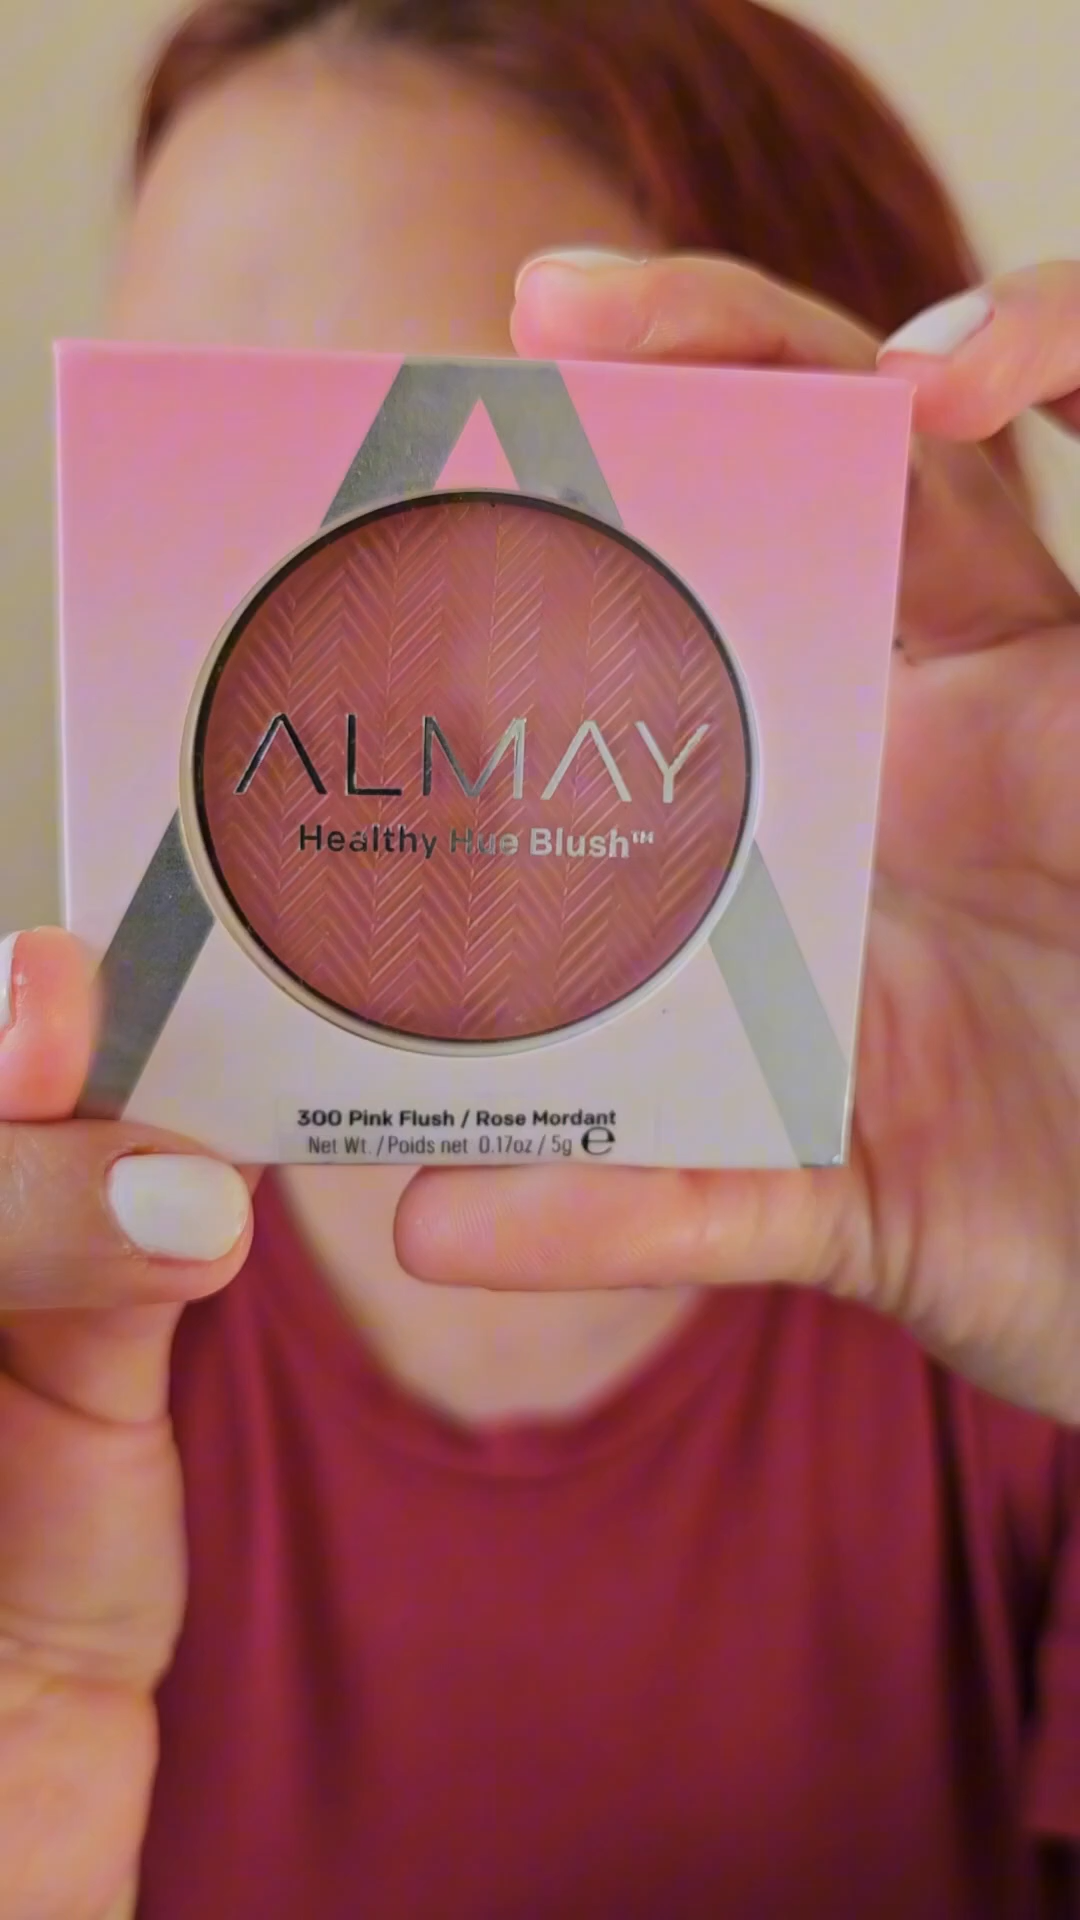 ALMAY
Healthy Hue Blush™
300 Pink Flush / Rose Mordant
Net Wt. / Poids net 0.17oz / 5g ℮